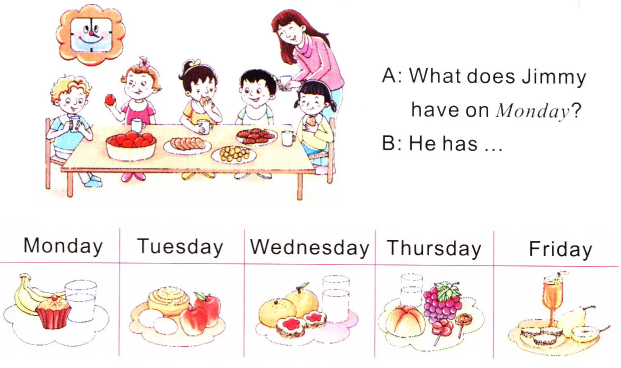 A: What does Jimmy
have on Monday?
B: He has ...
Monday Tuesday Wednesday Thursday Friday